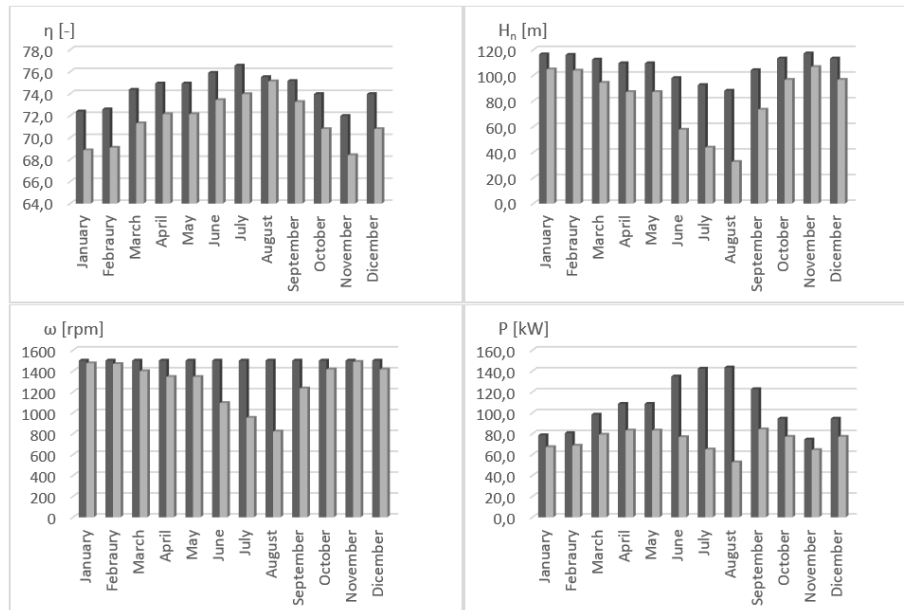 η [-]
78,0
76,0
74,0
72,0
70,0
68,0
66,0
64,0
January
Febraury
March
April
May
June
July
August
September
October
November
Dicember
Hn [m]
120,0
100,0
80,0
60,0
40,0
20,0
0,0
January
Febraury
March
April
May
June
July
August
September
October
November
Dicember
ω [rpm]
1600
1400
1200
1000
800
600
400
200
0
January
Febraury
March
April
May
June
July
August
September
October
November
Dicember
P [kW]
160,0
140,0
120,0
100,0
80,0
60,0
40,0
20,0
0,0
January
Febraury
March
April
May
June
July
August
September
October
November
Dicember